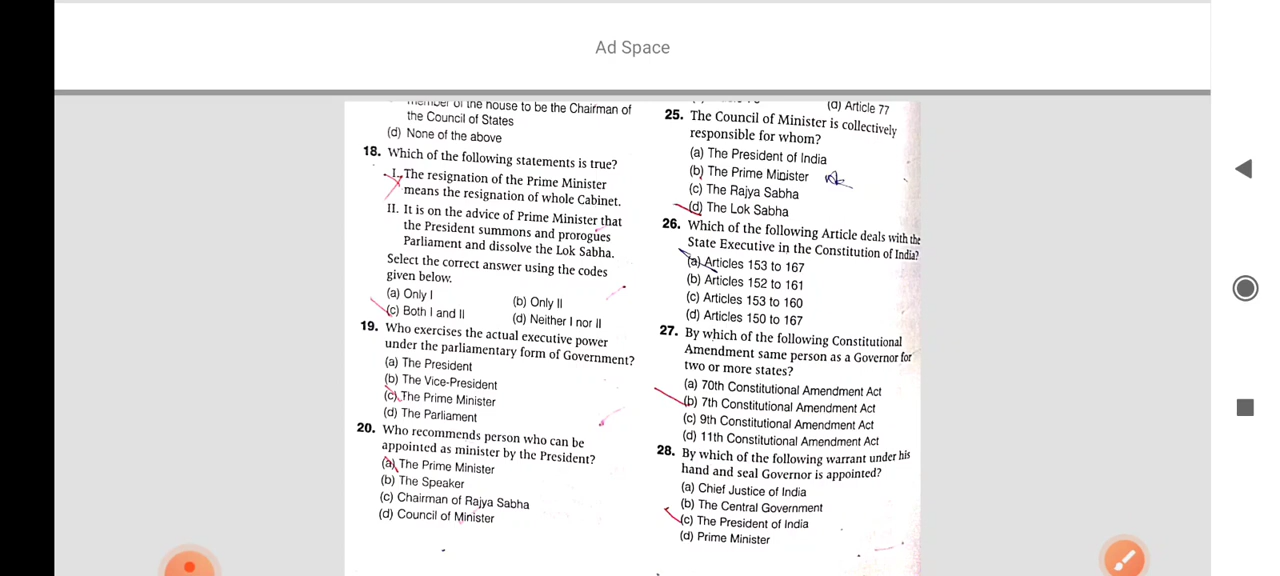 Ad Space
member of the house to be the Chairman of
the Council of States
(d) None of the above
18. Which of the following statements is true?
I. The resignation of the Prime Minister
means the resignation of whole Cabinet.
II. It is on the advice of Prime Minister that
the President summons and prorogues
Parliament and dissolve the Lok Sabha.
Select the correct answer using the codes
given below.
(a) Only I (b) Only II
(c) Both I and II (d) Neither I nor II
19. Who exercises the actual executive power
under the parliamentary form of Government?
(a) The President
(b) The Vice-President
(c) The Prime Minister
(d) The Parliament
20. Who recommends person who can be
appointed as minister by the President?
(a) The Prime Minister
(b) The Speaker
(c) Chairman of Rajya Sabha
(d) Council of Minister
(d) Article 77
25. The Council of Minister is collectively
responsible for whom?
(a) The President of India
(b) The Prime Minister
(c) The Rajya Sabha
(d) The Lok Sabha
26. Which of the following Article deals with the
State Executive in the Constitution of India?
(a) Articles 153 to 167
(b) Articles 152 to 161
(c) Articles 153 to 160
(d) Articles 150 to 167
27. By which of the following Constitutional
Amendment same person as a Governor for
two or more states?
(a) 70th Constitutional Amendment Act
(b) 7th Constitutional Amendment Act
(c) 9th Constitutional Amendment Act
(d) 11th Constitutional Amendment Act
28. By which of the following warrant under his
hand and seal Governor is appointed?
(a) Chief Justice of India
(b) The Central Government
(c) The President of India
(d) Prime Minister